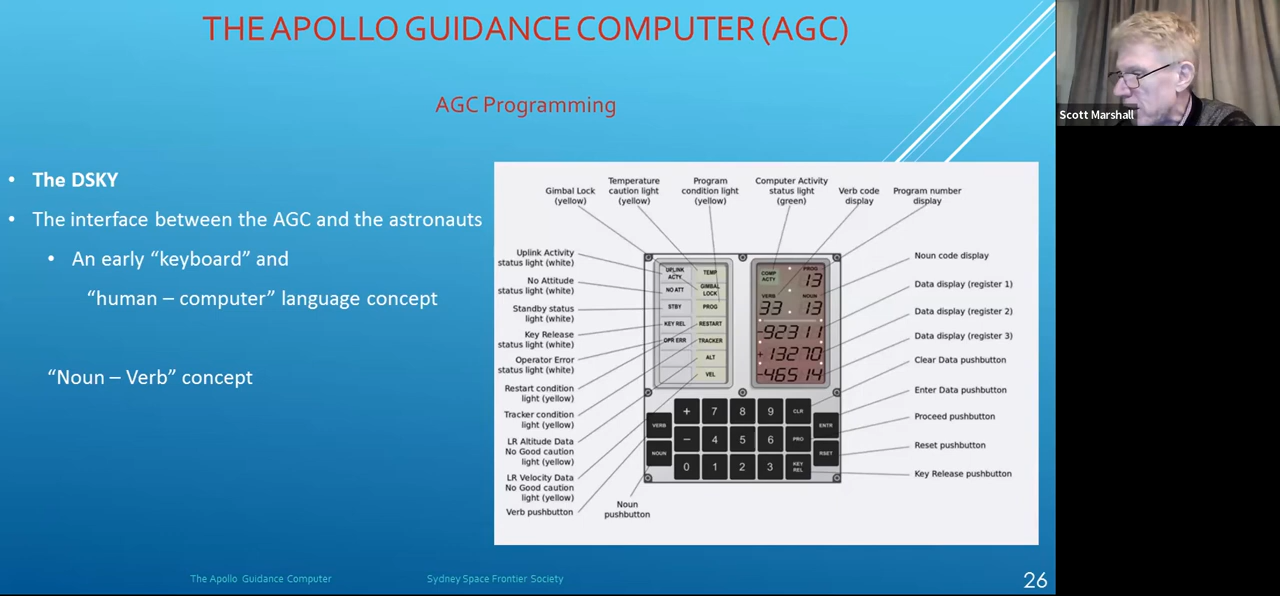 THE APOLLO GUIDANCE COMPUTER (AGC)
AGC Programming
Scott Marshall
• The DSKY
• The interface between the AGC and the astronauts
• An early “keyboard” and
“human – computer” language concept
“Noun – Verb” concept
Gimbal Lock
(yellow)
Temperature
caution light
(yellow)
Program
condition light
(yellow)
Computer Activity
status light
(green)
Verb code
display
Program number
display
Uplink Activity
status light (white)
No Attitude
status light (white)
Standby status
light (white)
Key Release
status light (white)
Operator Error
status light (white)
Restart condition
light (yellow)
Tracker condition
light (yellow)
LR Altitude Data
No Good caution
light (yellow)
LR Velocity Data
No Good caution
light (yellow)
Verb pushbutton
Noun
pushbutton
UPLINK
ACTY
TEMP
NO ATT
GIMBAL
LOCK
STBY
PROG
KEY REL
RESTART
OPR ERR
TRACKER
ALT
VEL
COMP
ACTY
PROG
13
VERB
NOUN
33
13
-92311
+13270
-46514
VERB
NOUN
+ 7 8 9 CLR
- 4 5 6 PRO
0 1 2 3 KEY
REL
ENTR
RSET
Noun code display
Data display (register 1)
Data display (register 2)
Data display (register 3)
Clear Data pushbutton
Enter Data pushbutton
Proceed pushbutton
Reset pushbutton
Key Release pushbutton
The Apollo Guidance Computer
Sydney Space Frontier Society
26